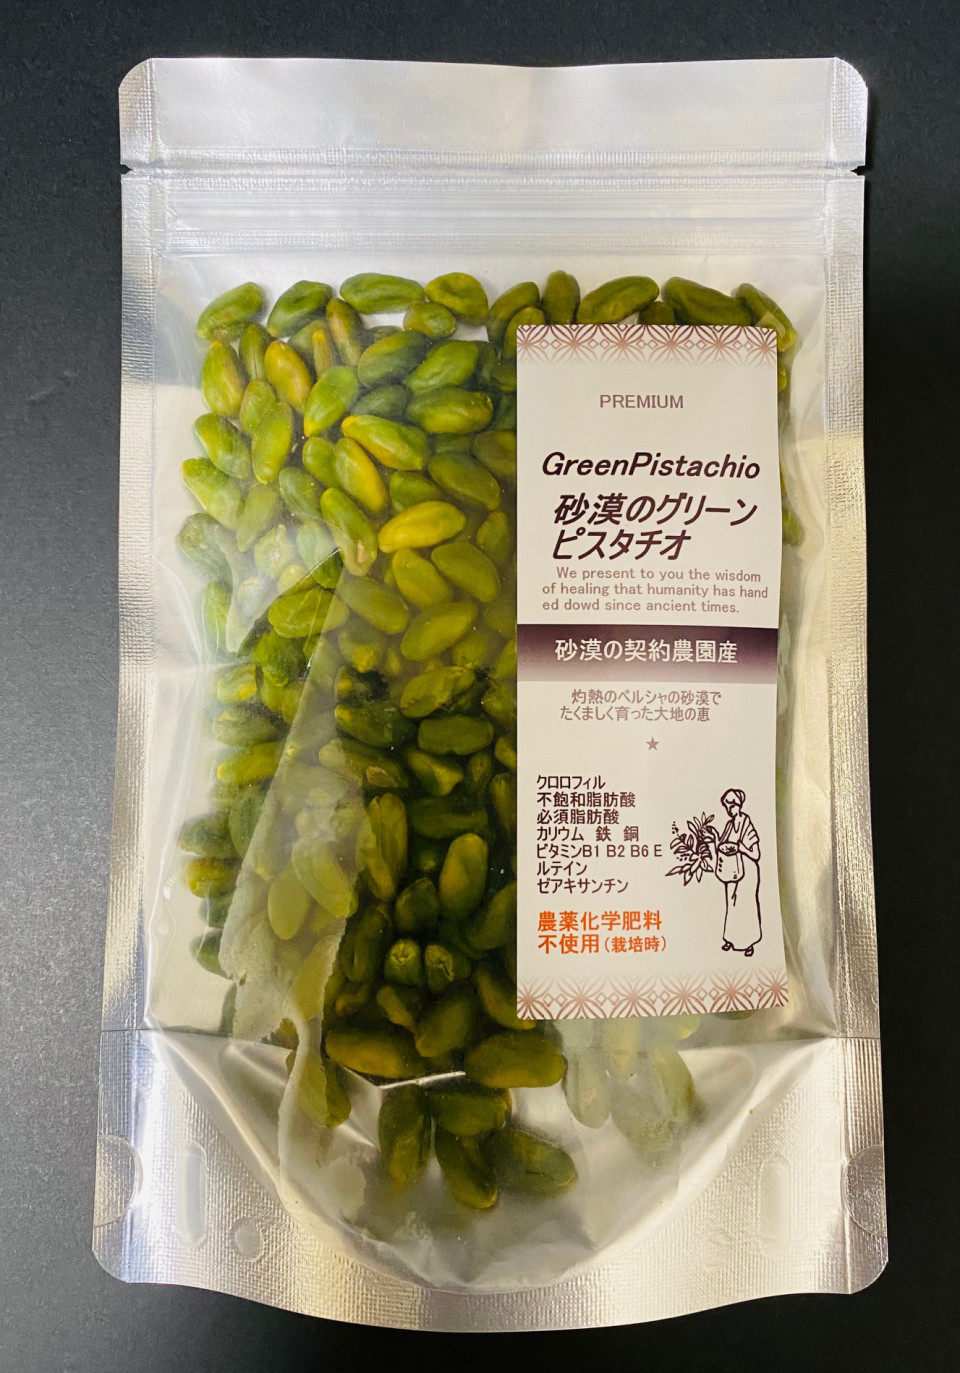 PREMIUM
GreenPistachio
砂漠のグリーン
ピスタチオ
We present to you the wisdom
of healing that humanity has hand
ed dowd since ancient times.
砂漠の契約農園産
灼熱のペルシャの砂漠で
たくましく育った大地の恵
★
クロロフィル
不飽和脂肪酸
必須脂肪酸
カリウム 鉄 銅
ビタミンB1 B2 B6 E
ルテイン
ゼアキサンチン
農薬化学肥料
不使用(栽培時)